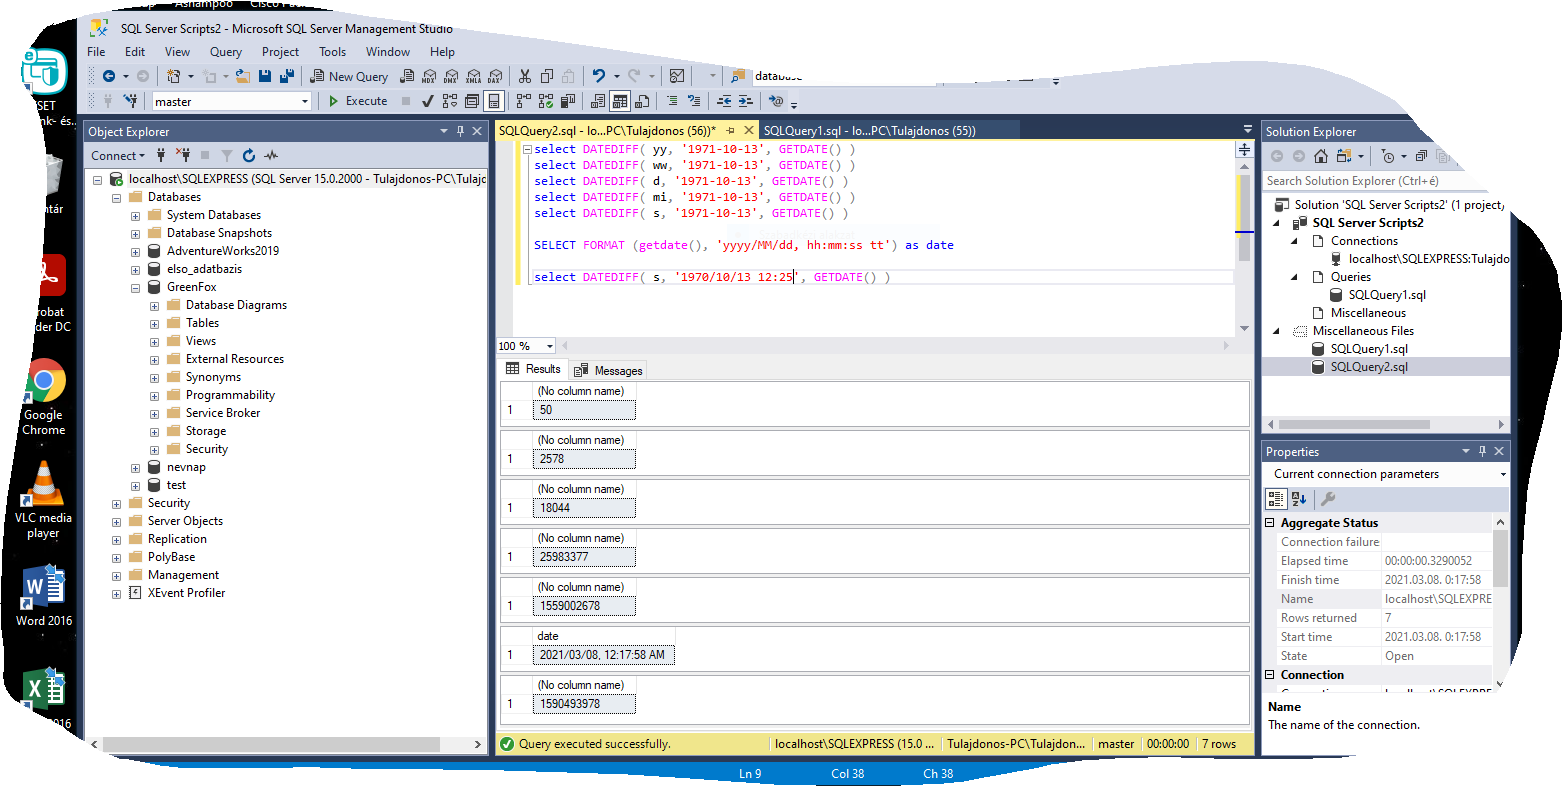 Ashampoo
SQL Server Scripts2 - Microsoft SQL Server Management Studio
File Edit View Query Project Tools Window Help
New Query MDX DMX XMLA DAX database
master Execute
ESET
Object Explorer
Connect
localhost\SQLEXPRESS (SQL Server 15.0.2000 - Tulajdonos-PC\Tulajc
Databases
System Databases
Database Snapshots
AdventureWorks2019
elso_adatbazis
GreenFox
Database Diagrams
Tables
Views
External Resources
Synonyms
Programmability
Service Broker
Storage
Security
nevnap
test
Security
Server Objects
Replication
PolyBase
Management
XEvent Profiler
SQLQuery2.sql - lo...PC\Tulajdonos (56))* SQLQuery1.sql - lo...PC\Tulajdonos (55))
select DATEDIFF( yy, '1971-10-13', GETDATE() )
select DATEDIFF( ww, '1971-10-13', GETDATE() )
select DATEDIFF( d, '1971-10-13', GETDATE() )
select DATEDIFF( mi, '1971-10-13', GETDATE() )
select DATEDIFF( s, '1971-10-13', GETDATE() )
SELECT FORMAT (getdate(), 'yyyy/MM/dd, hh:mm:ss tt') as date
select DATEDIFF( s, '1970/10/13 12:25', GETDATE() )
100 %
Results Messages
(No column name)
1 50
(No column name)
1 2578
(No column name)
1 18044
(No column name)
1 25983377
(No column name)
1 1559002678
date
1 2021/03/08, 12:17:58 AM
(No column name)
1 1590493978
Query executed successfully. localhost\SQLEXPRESS (15.0 ... Tulajdonos-PC\Tulajdon... master 00:00:00 7 rows
Ln 9 Col 38 Ch 38
Solution Explorer
Search Solution Explorer (Ctrl+é)
Solution 'SQL Server Scripts2' (1 project,
SQL Server Scripts2
Connections
localhost\SQLEXPRESS:Tulajdo
Queries
SQLQuery1.sql
Miscellaneous
Miscellaneous Files
SQLQuery1.sql
SQLQuery2.sql
Properties
Current connection parameters
Aggregate Status
Connection failure
Elapsed time 00:00:00.3290052
Finish time 2021.03.08. 0:17:58
Name localhost\SQLEXPRE
Rows returned 7
Start time 2021.03.08. 0:17:58
State Open
Connection
Name
The name of the connection.
nk- és...
ntár
robat
der DC
Google
Chrome
VLC media
player
Word 2016
2016